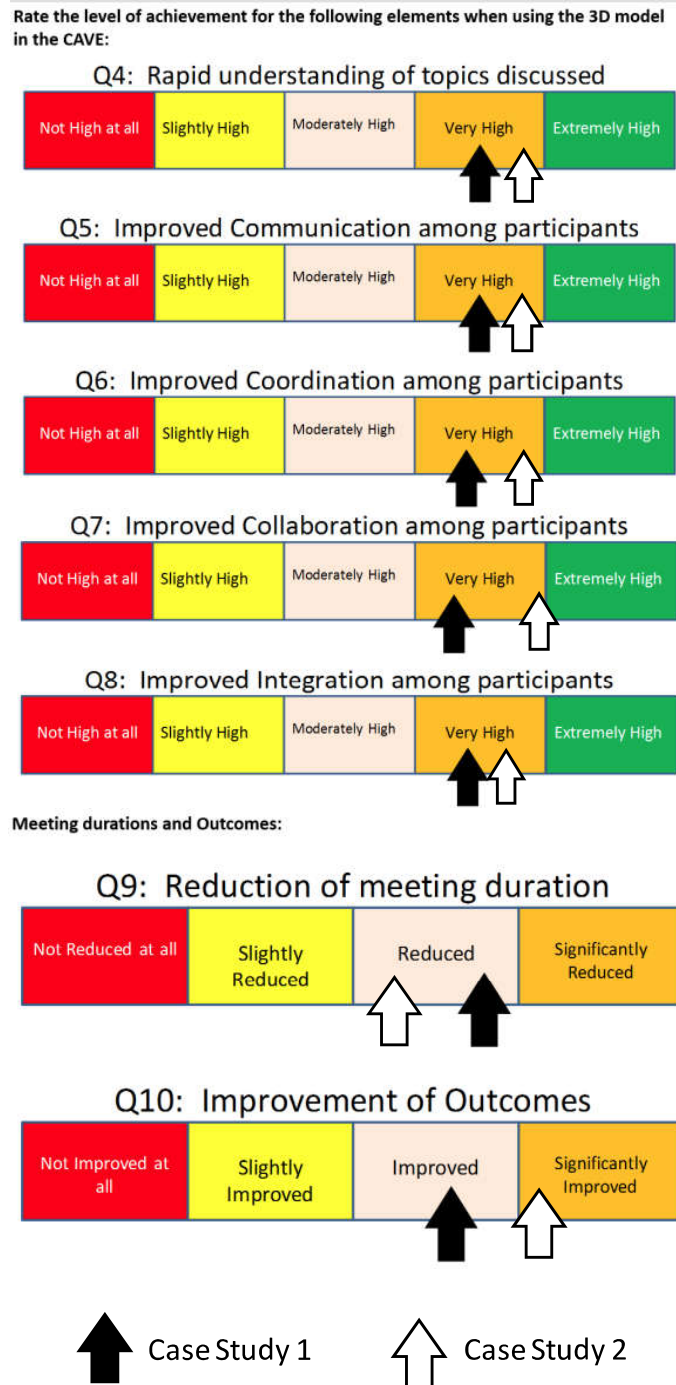 Rate the level of achievement for the following elements when using the 3D model
in the CAVE:
Q4: Rapid understanding of topics discussed
Not High at all Slightly High Moderately High Very High Extremely High
Q5: Improved Communication among participants
Not High at all Slightly High Moderately High Very High Extremely High
Q6: Improved Coordination among participants
Not High at all Slightly High Moderately High Very High Extremely High
Q7: Improved Collaboration among participants
Not High at all Slightly High Moderately High Very High Extremely High
Q8: Improved Integration among participants
Not High at all Slightly High Moderately High Very High Extremely High
Meeting durations and Outcomes:
Q9: Reduction of meeting duration
Not Reduced at all
Slightly
Reduced
Reduced
Significantly
Reduced
Q10: Improvement of Outcomes
Not Improved at
all
Slightly
Improved
Improved
Significantly
Improved
Case Study 1 Case Study 2